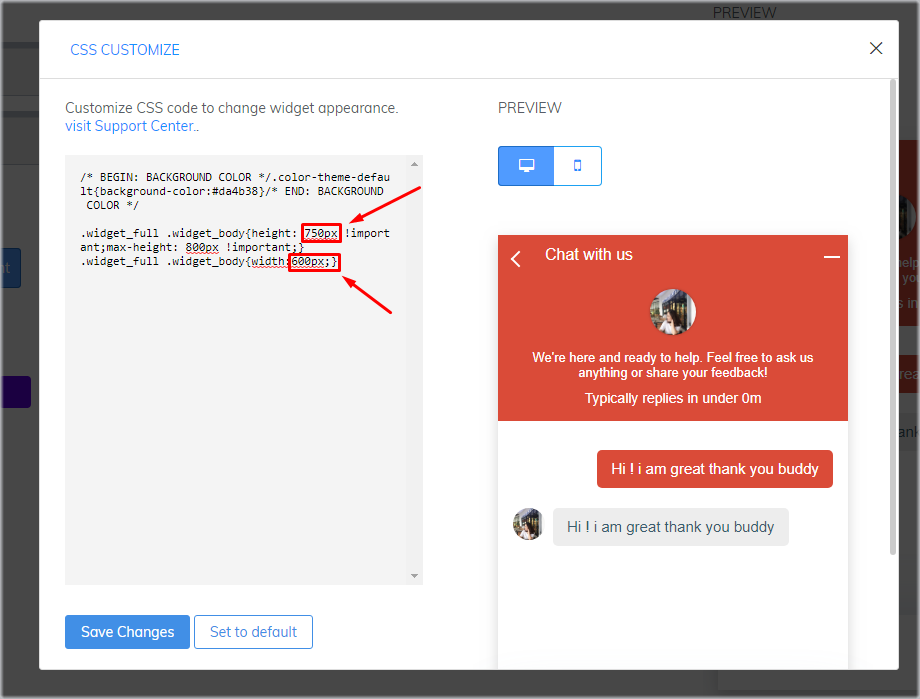 PREVIEW
CSS CUSTOMIZE
Customize CSS code to change widget appearance.
visit Support Center..
PREVIEW
/* BEGIN: BACKGROUND COLOR */.color-theme-defau
lt{background-color:#da4b38}/* END: BACKGROUND
COLOR */
.widget_full .widget_body{height: 750px !import
ant;max-height: 800px !important;}
.widget_full .widget_body{width:600px;}
Chat with us
We're here and ready to help. Feel free to ask us
anything or share your feedback!
Typically replies in under 0m
Hi ! i am great thank you buddy
Hi ! i am great thank you buddy
Save Changes
Set to default